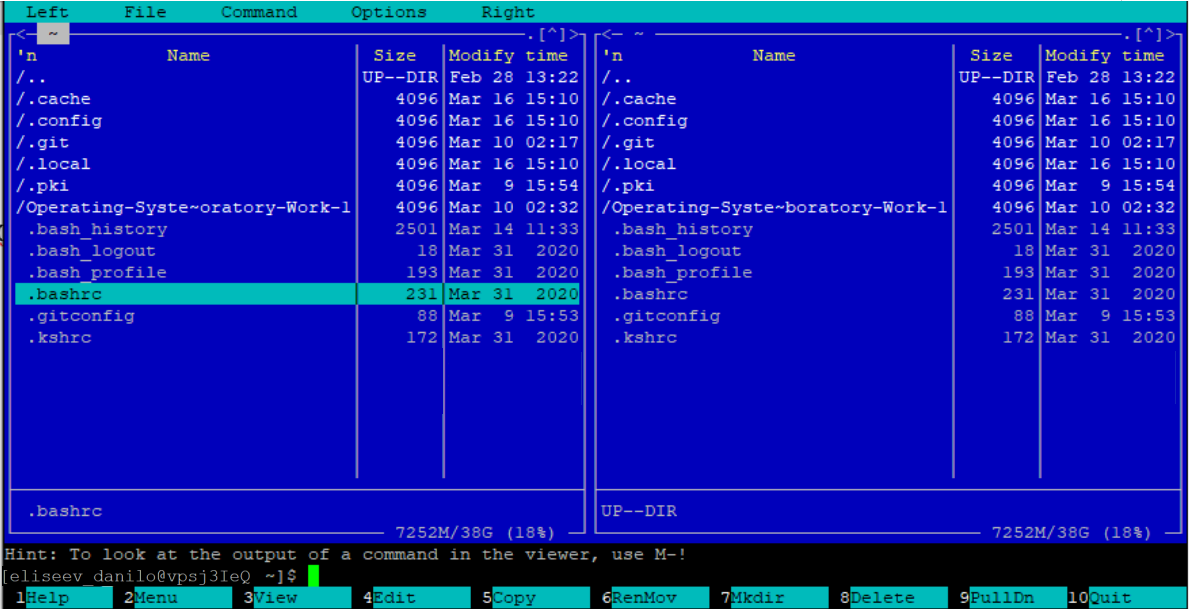 Left File Command Options Right
<─ ~ ─.[^]>┐┌<─ ~ ─.[^]>
'n Name Size Modify time 'n Name Size Modify time
/.. UP--DIR Feb 28 13:22 /.. UP--DIR Feb 28 13:22
/.cache 4096 Mar 16 15:10 /.cache 4096 Mar 16 15:10
/.config 4096 Mar 16 15:10 /.config 4096 Mar 16 15:10
/.git 4096 Mar 10 02:17 /.git 4096 Mar 10 02:17
/.local 4096 Mar 16 15:10 /.local 4096 Mar 16 15:10
/.pki 4096 Mar 9 15:54 /.pki 4096 Mar 9 15:54
/Operating-Syste~oratory-Work-1 4096 Mar 10 02:32 /Operating-Syste~boratory-Work-1 4096 Mar 10 02:32
.bash_history 2501 Mar 14 11:33 .bash_history 2501 Mar 14 11:33
.bash_logout 18 Mar 31 2020 .bash_logout 18 Mar 31 2020
.bash_profile 193 Mar 31 2020 .bash_profile 193 Mar 31 2020
.bashrc 231 Mar 31 2020 .bashrc 231 Mar 31 2020
.gitconfig 88 Mar 9 15:53 .gitconfig 88 Mar 9 15:53
.kshrc 172 Mar 31 2020 .kshrc 172 Mar 31 2020
.bashrc UP--DIR
7252M/38G (18%) 7252M/38G (18%)
Hint: To look at the output of a command in the viewer, use M-!
[eliseev_danilo@vpsj3IeQ ~]$
1Help 2Menu 3View 4Edit 5Copy 6RenMov 7Mkdir 8Delete 9PullDn 10Quit